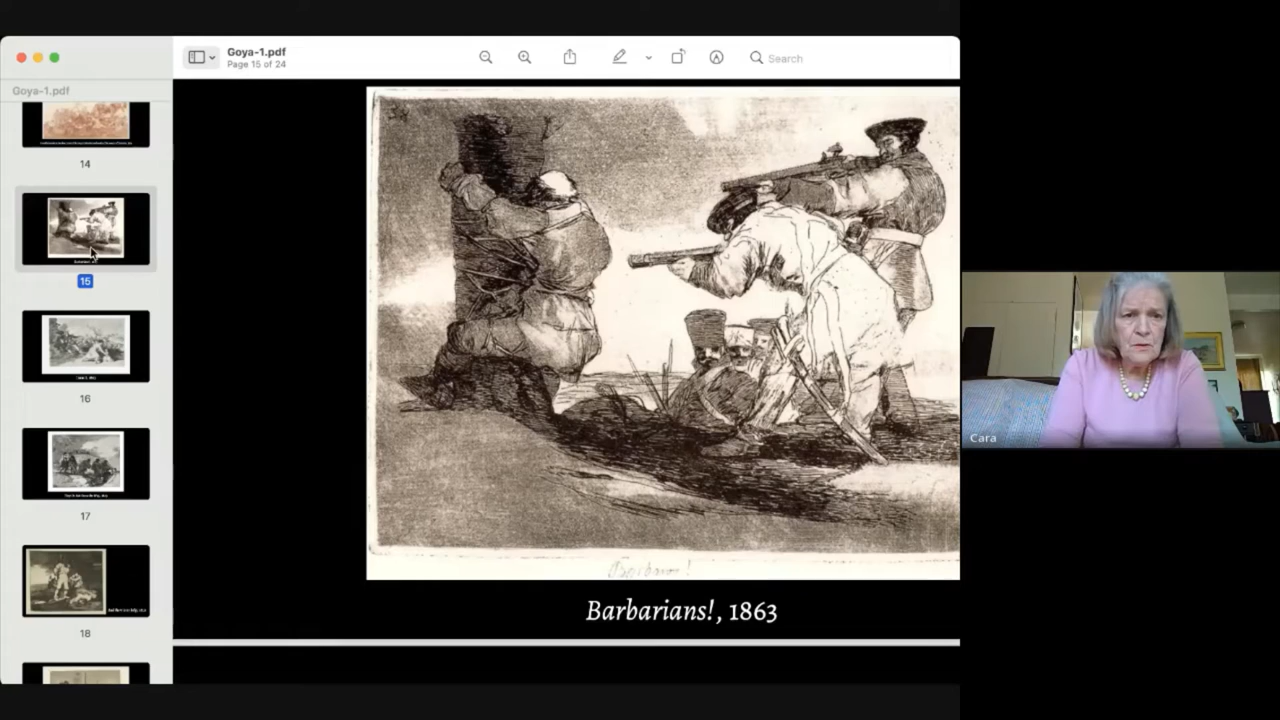 Goya-1.pdf
Page 15 of 24
Search
Goya-1.pdf
14
15
16
17
18
Barbaros!
Barbarians!, 1863
Cara